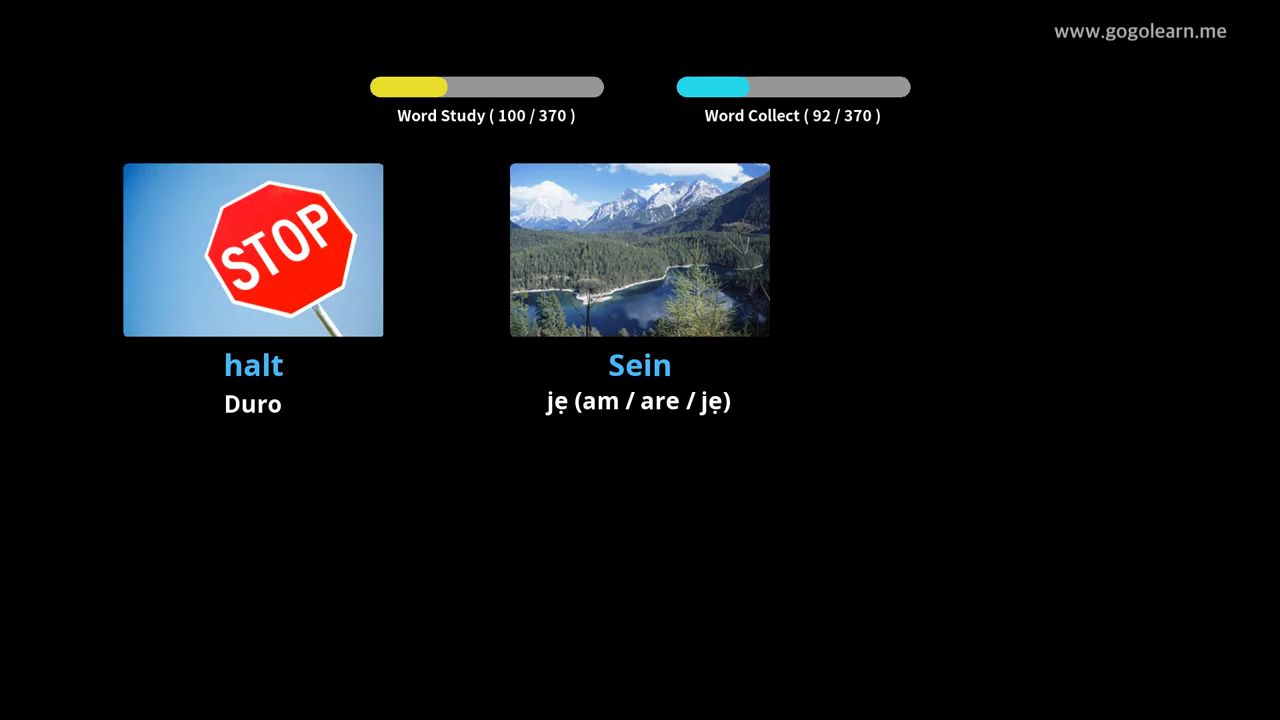 www.gogolearn.me
Word Study ( 100 / 370 )
Word Collect ( 92 / 370 )
STOP
halt
Duro
Sein
jẹ (am / are / jẹ)